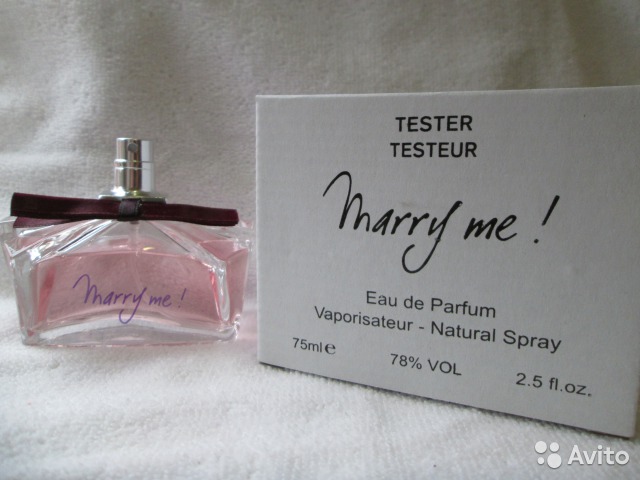 TESTER
TESTEUR
Marry me !
Eau de Parfum
Vaporisateur - Natural Spray
75ml e 78% VOL 2.5 fl.oz.
Marry me !
Avito